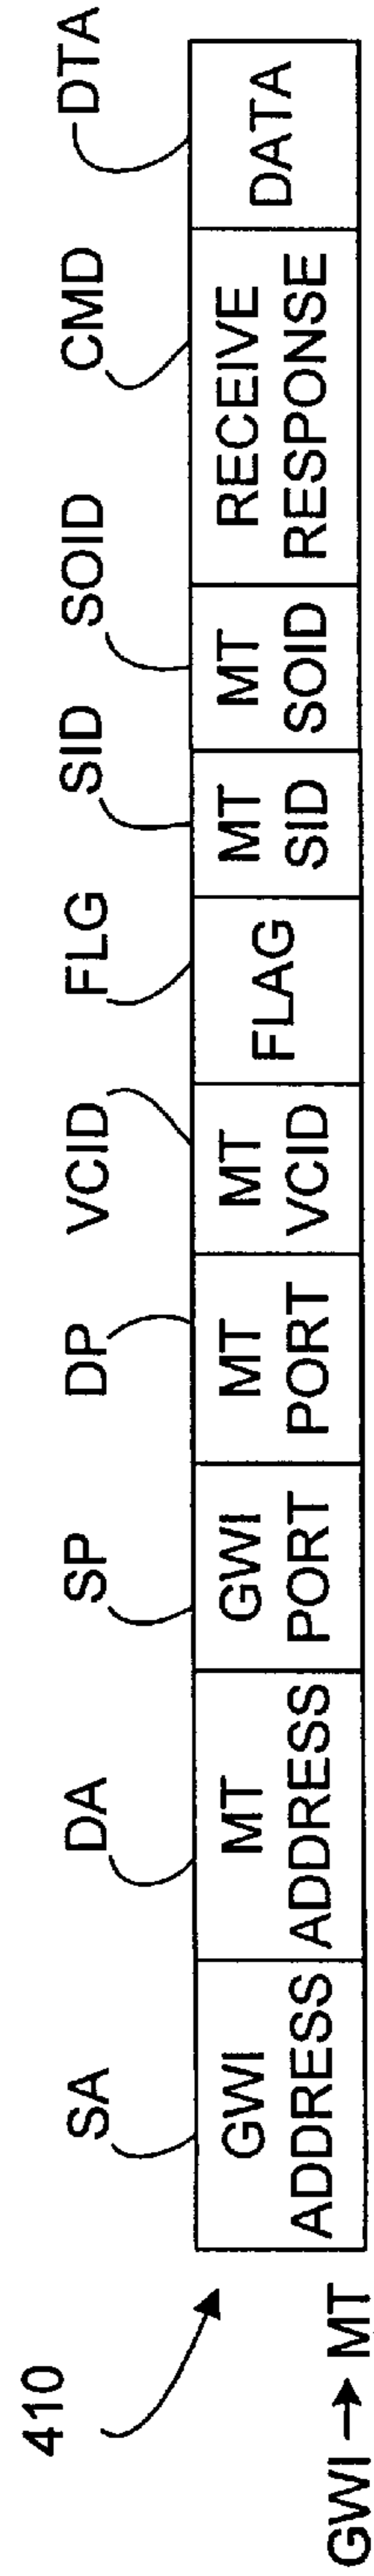 410
GWI → MT
SA
DA
SP
DP
VCID
FLG
SID
SOID
CMD
DTA
GWI
ADDRESS
MT
ADDRESS
GWI
PORT
MT
PORT
MT
VCID
FLAG
MT
SID
MT
SOID
RECEIVE
RESPONSE
DATA